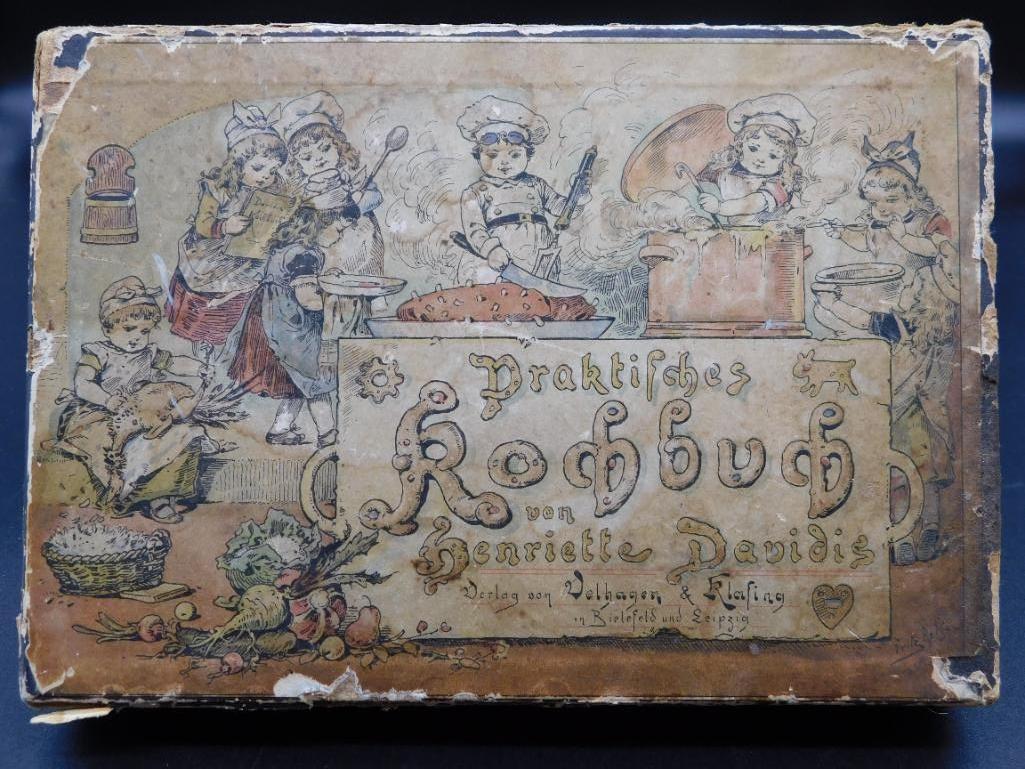 Praktisches
Kochbuch
von
Henriette Davidis
Verlag von Velhagen & Klasing
in Bielefeld und Leipzig